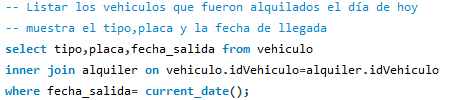 -- Listar los vehiculos que fueron alquilados el día de hoy
-- muestra el tipo,placa y la fecha de llegada
select tipo,placa,fecha_salida from vehiculo
inner join alquiler on vehiculo.idVehiculo=alquiler.idVehiculo
where fecha_salida= current_date();